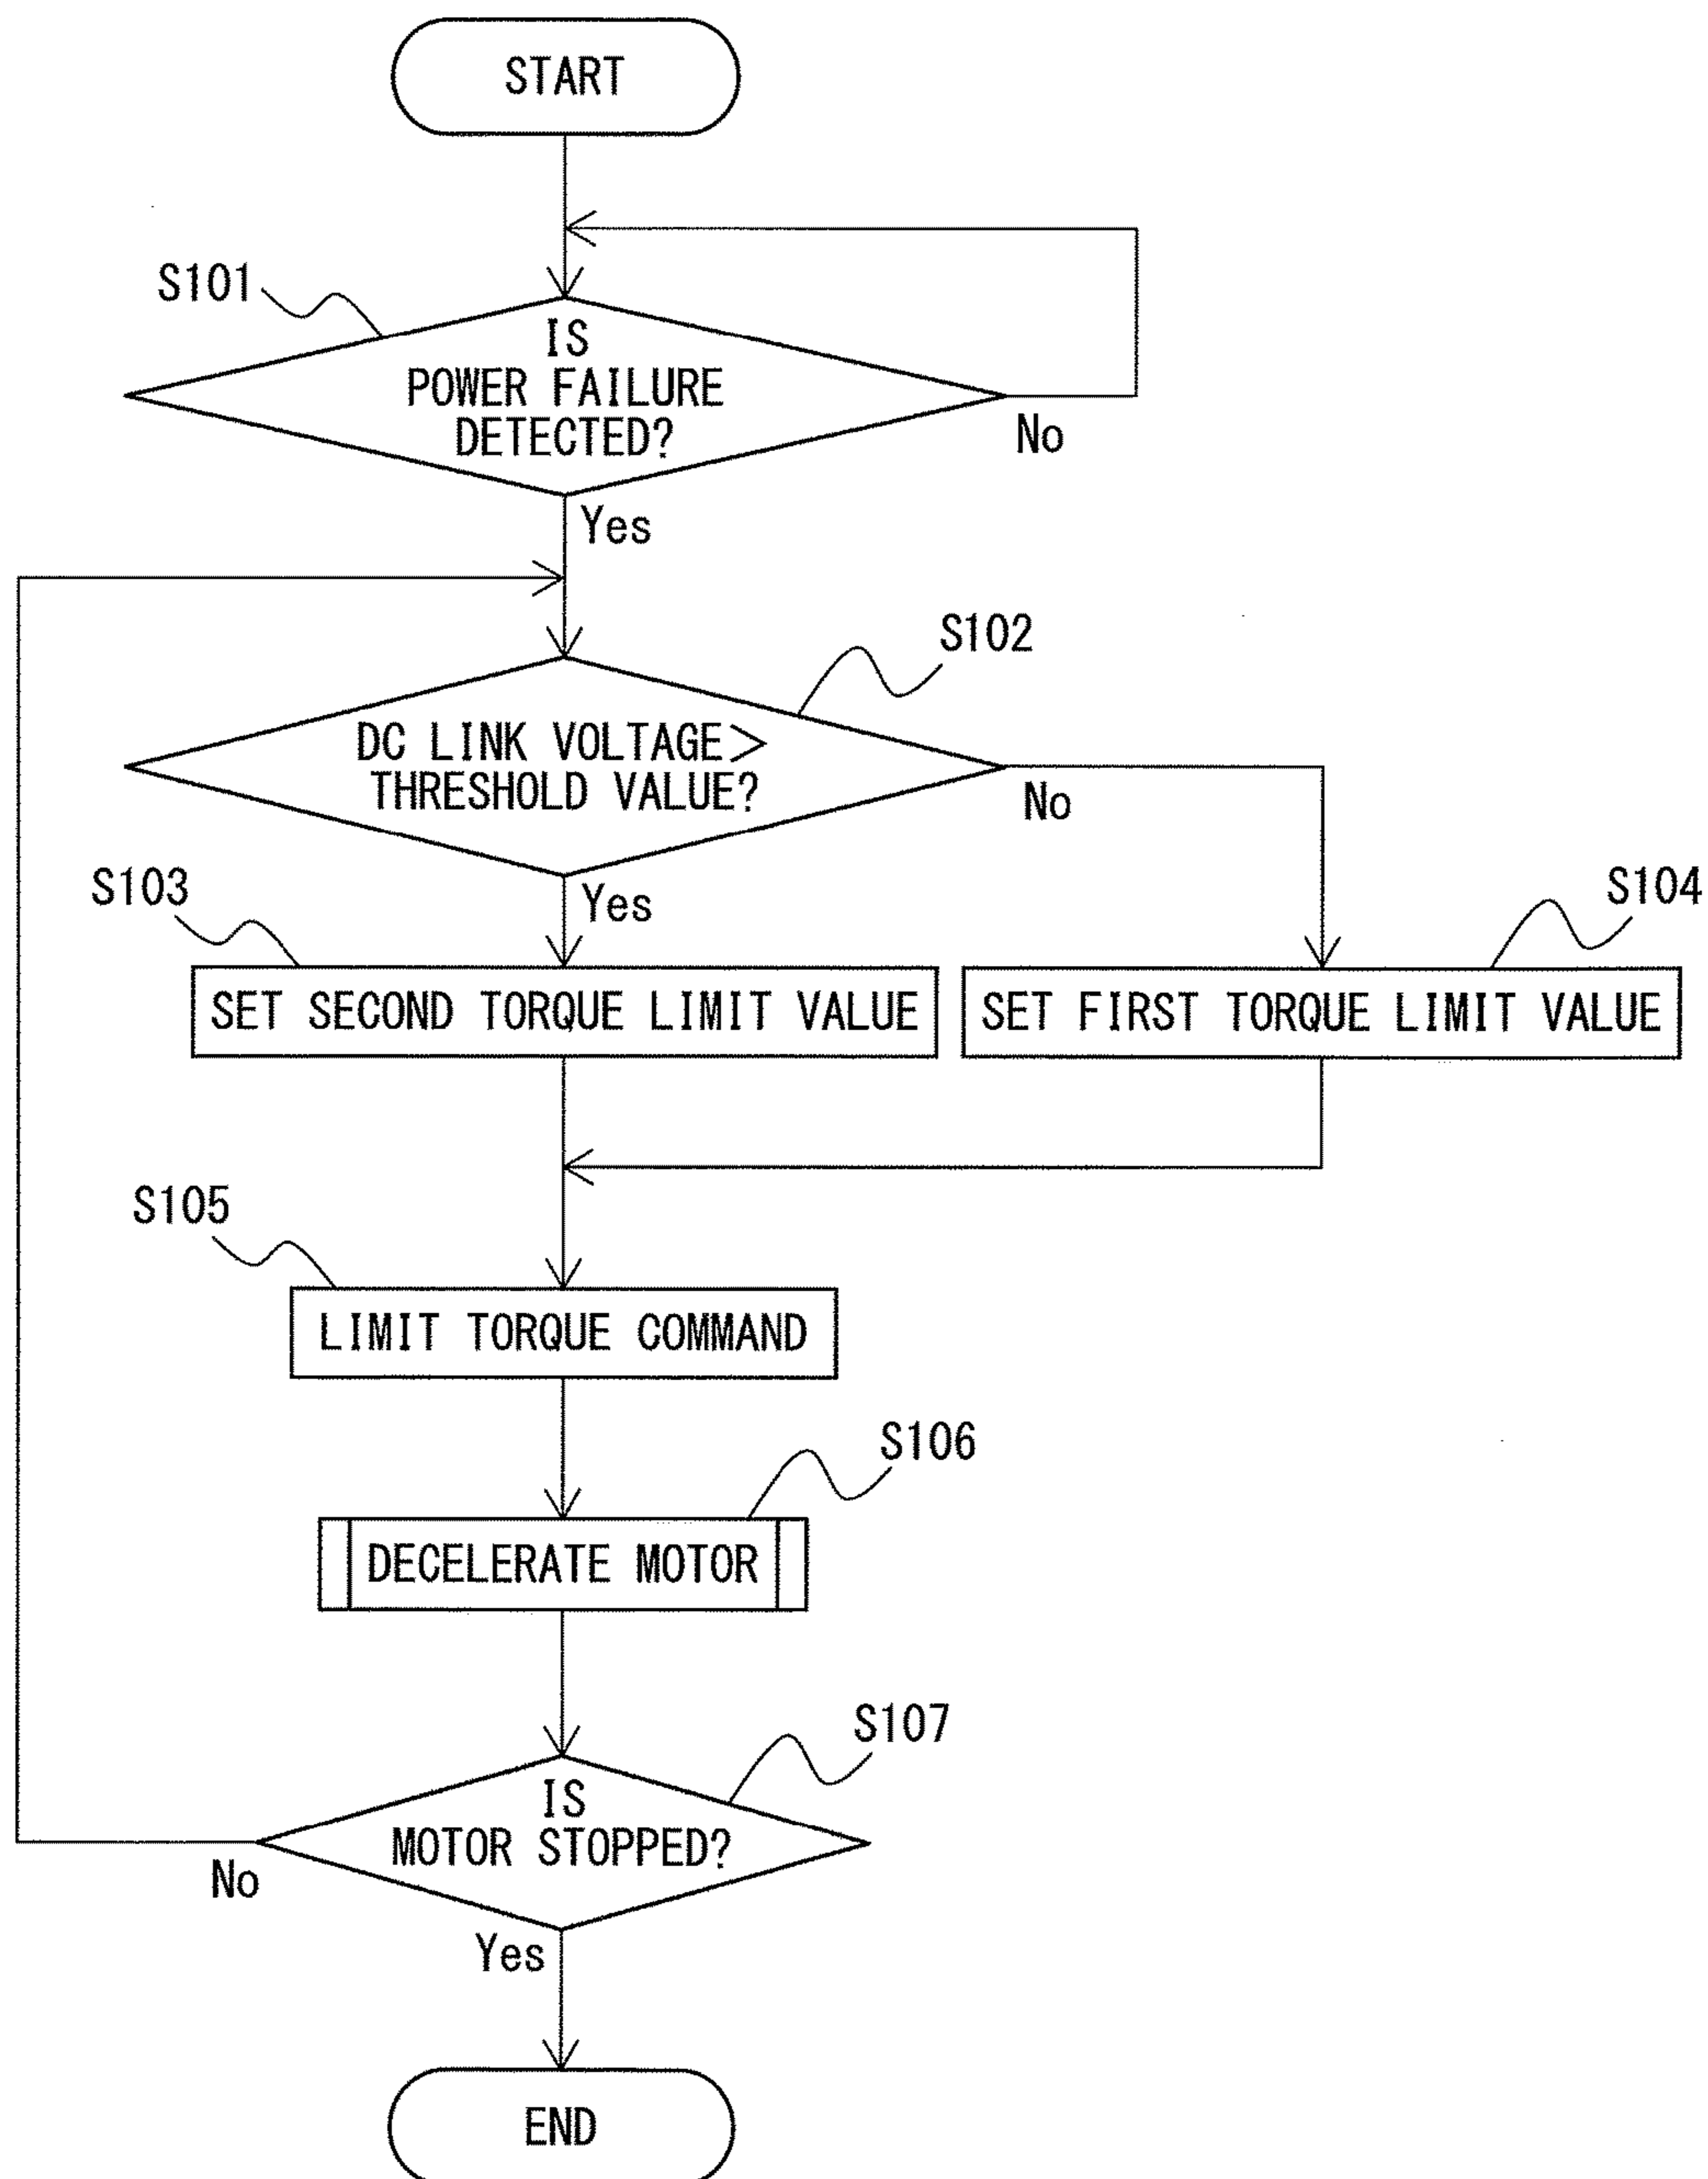 START
S101
IS
POWER FAILURE
DETECTED?
No
Yes
S102
DC LINK VOLTAGE>
THRESHOLD VALUE?
No
Yes
S103
S104
SET SECOND TORQUE LIMIT VALUE
SET FIRST TORQUE LIMIT VALUE
S105
LIMIT TORQUE COMMAND
S106
DECELERATE MOTOR
S107
IS
MOTOR STOPPED?
No
Yes
END